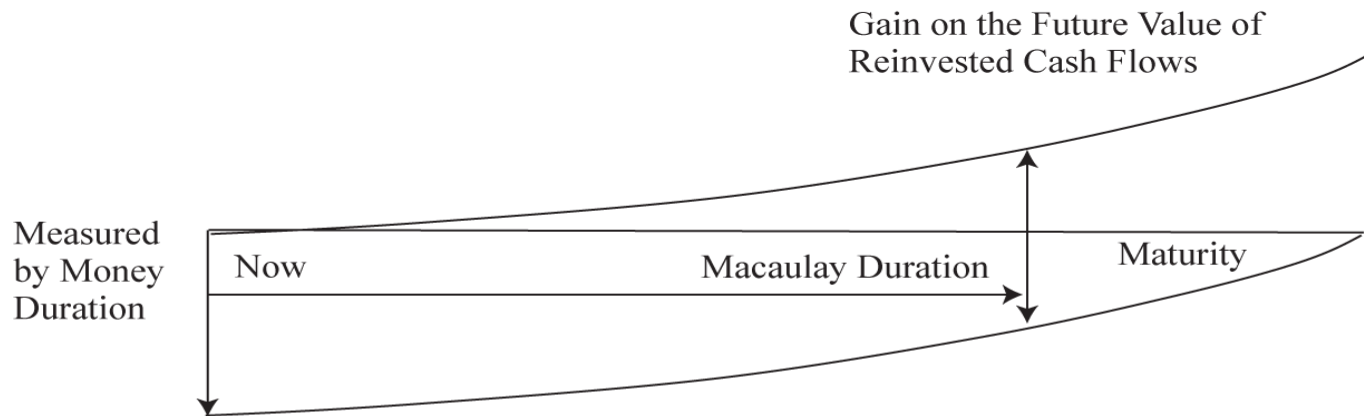 Gain on the Future Value of
Reinvested Cash Flows
Measured
by Money
Duration
Now
Macaulay Duration
Maturity